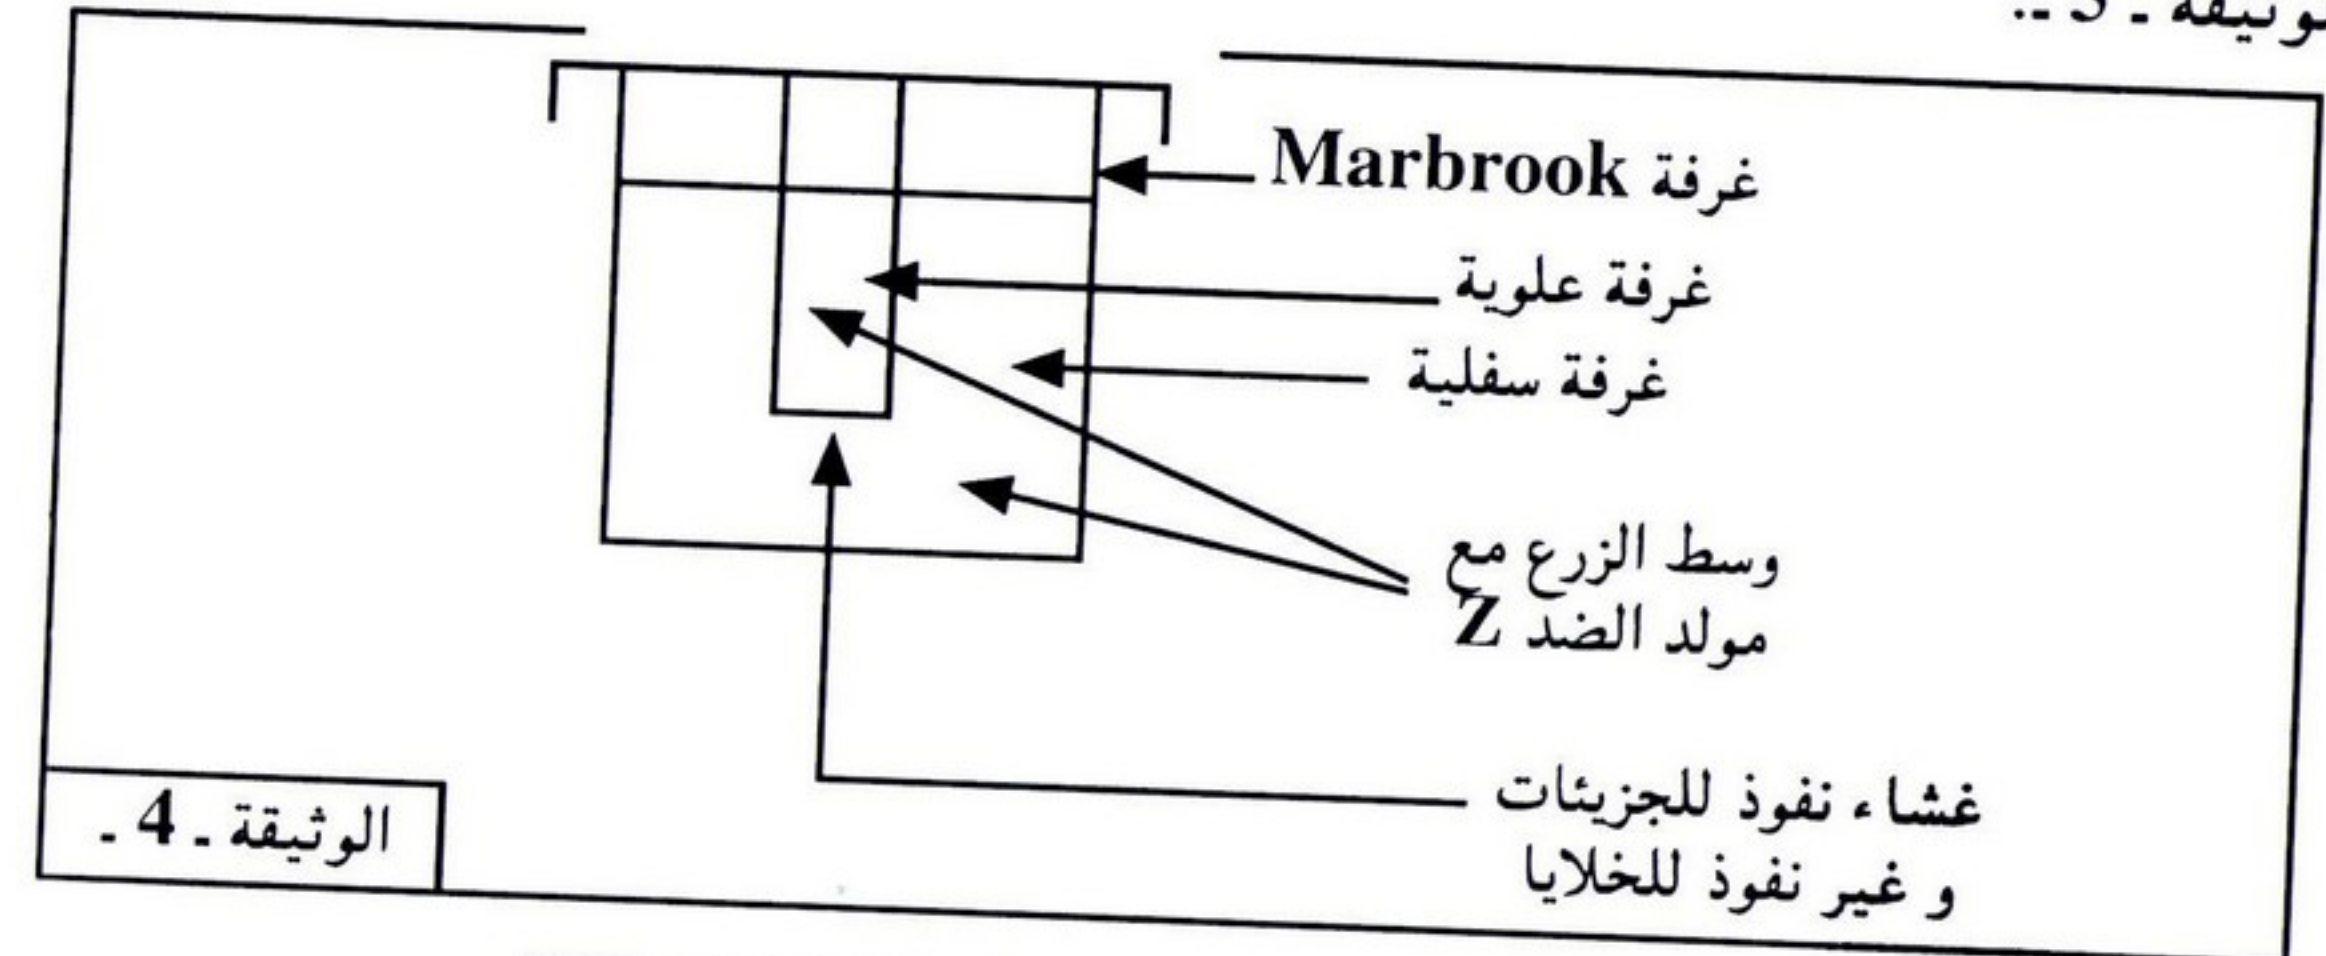 غرفة Marbrook
غرفة علوية
غرفة سفلية
وسط الزرع مع
مولد الضد Z
غشاء نفوذ للجزيئات
و غير نفوذ للخلايا
الوثيقة ـ 4 ـ